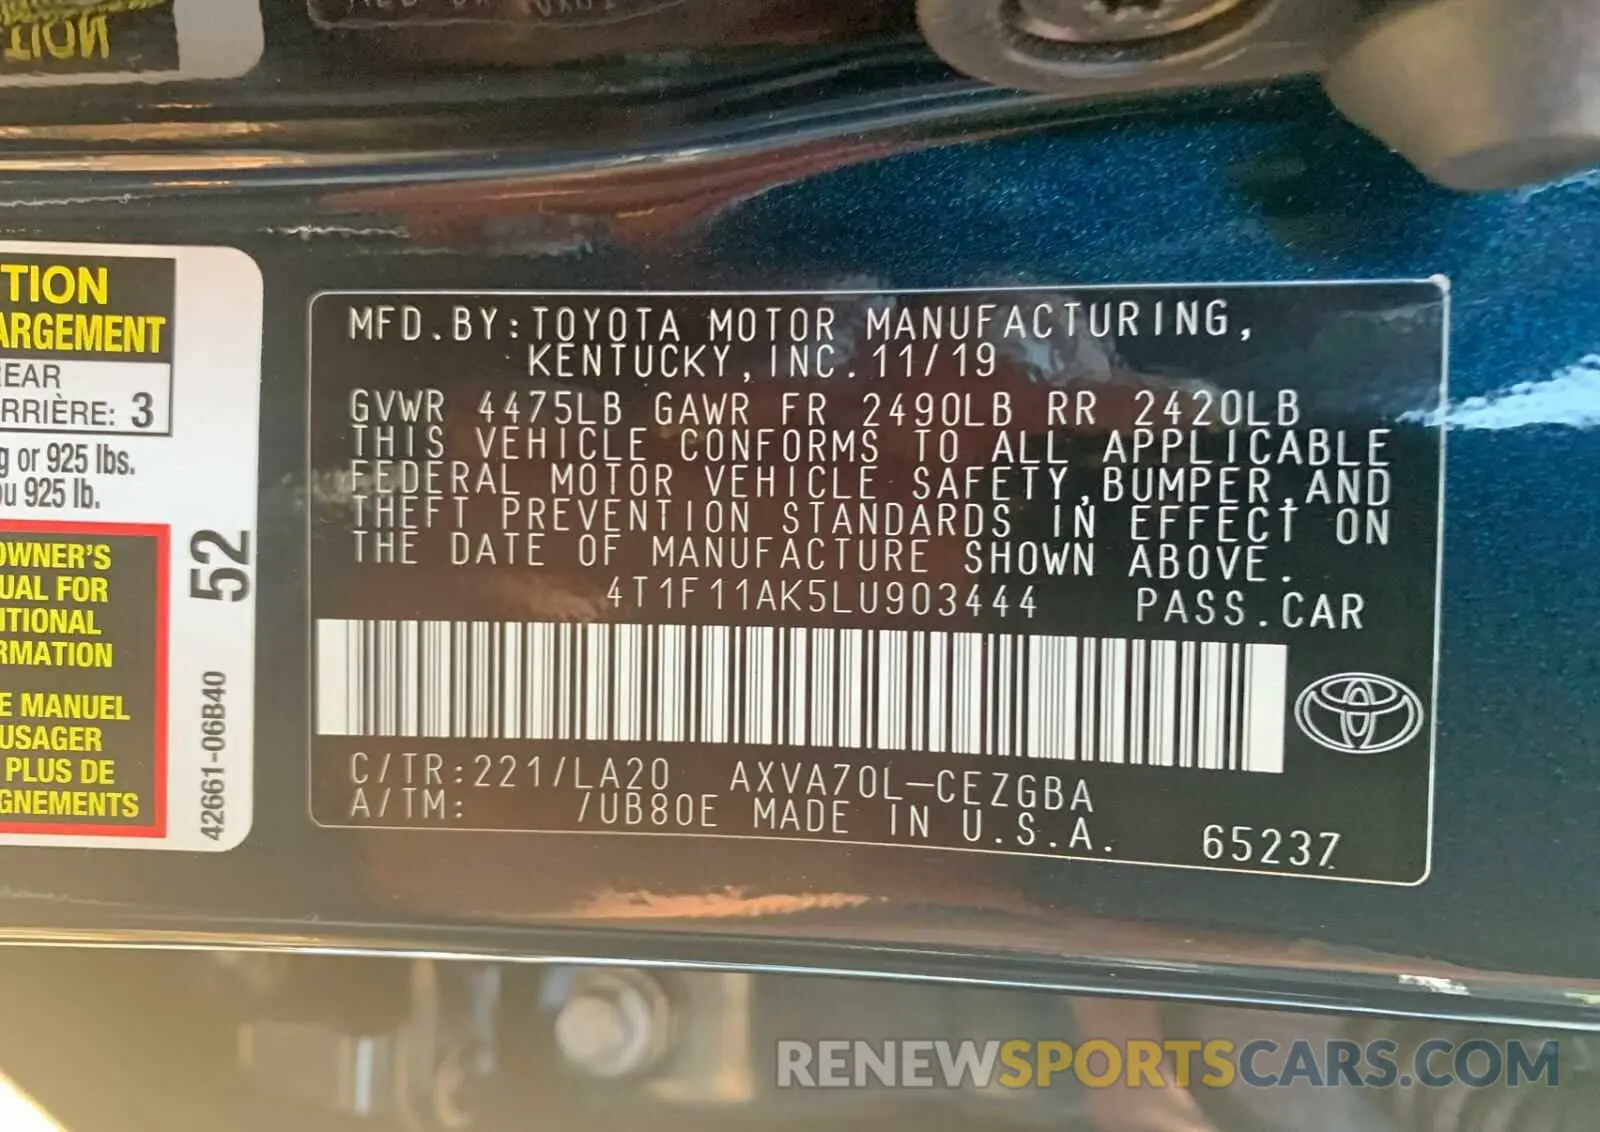 TION
TION
ARGEMENT
EAR
RRIÈRE: 3
g or 925 lbs.
u 925 lb.
OWNER'S
UAL FOR
ITIONAL
RMATION
E MANUEL
USAGER
PLUS DE
GNEMENTS
52
42661-06B40
MFD.BY:TOYOTA MOTOR MANUFACTURING,
KENTUCKY,INC.11/19
GVWR 4475LB GAWR FR 2490LB RR 2420LB
THIS VEHICLE CONFORMS TO ALL APPLICABLE
FEDERAL MOTOR VEHICLE SAFETY,BUMPER,AND
THEFT PREVENTION STANDARDS IN EFFECT ON
THE DATE OF MANUFACTURE SHOWN ABOVE.
4T1F11AK5LU903444 PASS.CAR
C/TR:221/LA20 AXVA70L-CEZGBA
A/TM: /UB80E MADE IN U.S.A. 65237
RENEWSPORTSCARS.COM